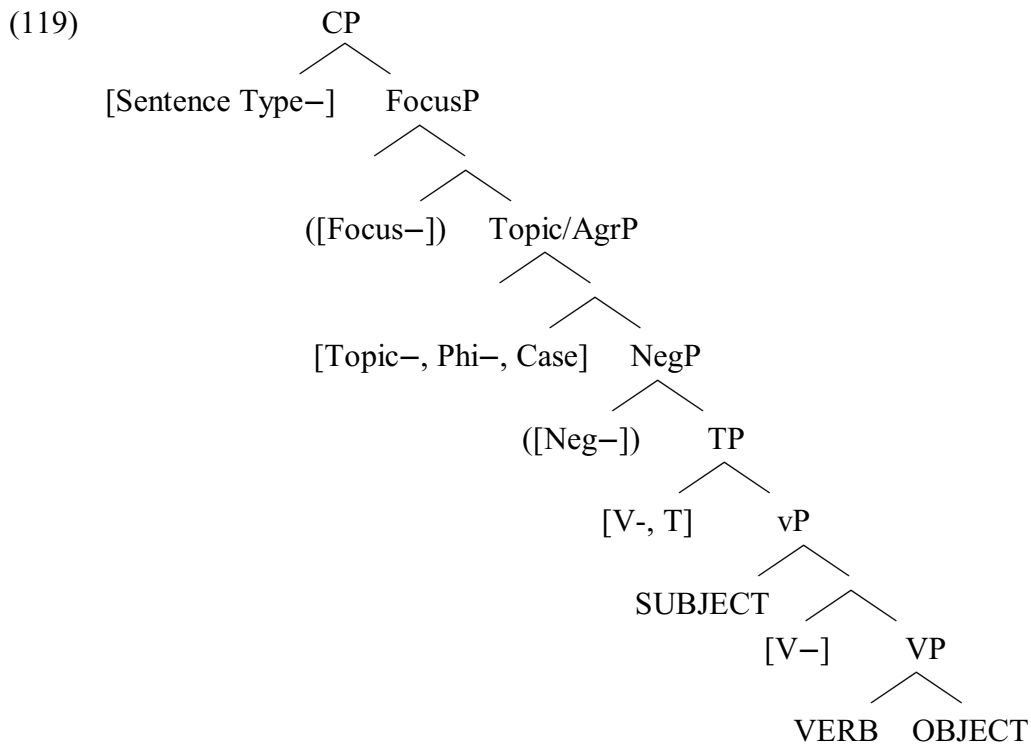 (119) CP
[Sentence Type–] FocusP
([Focus–]) Topic/AgrP
[Topic–, Phi–, Case] NegP
([Neg–]) TP
[V-, T] vP
SUBJECT
[V–] VP
VERB OBJECT